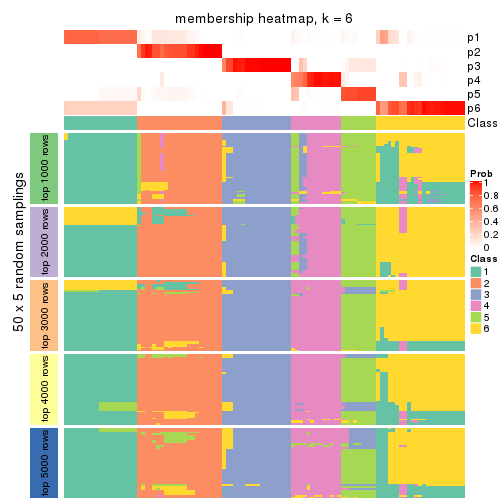 membership heatmap, k = 6
p1
p2
p3
p4
p5
p6
Class
50 x 5 random samplings
top 1000 rows
top 2000 rows
top 3000 rows
top 4000 rows
top 5000 rows
Prob
1
0.8
0.6
0.4
0.2
0
Class
1
2
3
4
5
6